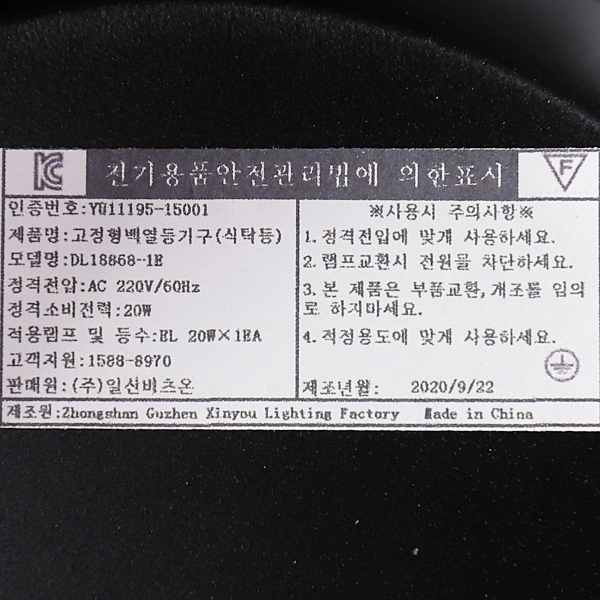 KC 전기용품안전관리법에 의한표시 F
인증번호:YU11195-15001
제품명:고정형백열등기구(식탁등)
모델명:DL18868-1E
정격전압:AC 220V/60Hz
정격소비전력:20W
적용램프 및 등수:EL 20W×1EA
고객지원:1588-8970
판매원:(주)일신비츠온
※사용시 주의사항※
1.정격전압에 맞게 사용하세요.
2.램프교환시 전원을 차단하세요.
3.본 제품은 부품교환,개조를 임의
로 하지마세요.
4.적정용도에 맞게 사용하세요.
제조년월: 2020/9/22
제조원:Zhongshan Guzhen Xinyou Lighting Factory Made in China